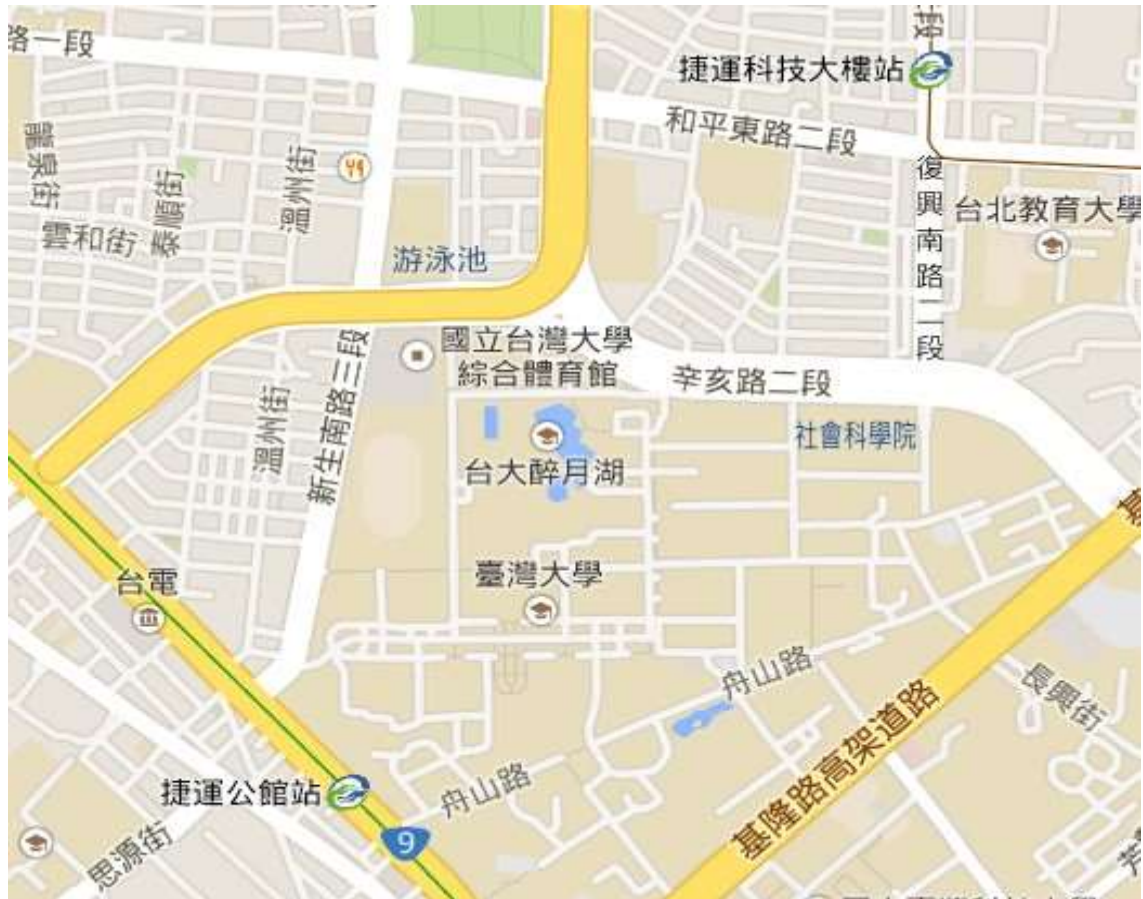 路一段
段
捷運科技大樓站
和平東路二段
龍泉街
泰順街
溫州街
雲和街
復興南路二段
台北教育大學
游泳池
國立台灣大學
綜合體育館
辛亥路二段
溫州街
新生南路三段
社會科學院
台大醉月湖
基
台電
臺灣大學
舟山路
長興街
基隆路高架道路
捷運公館站
舟山路
9
思源街